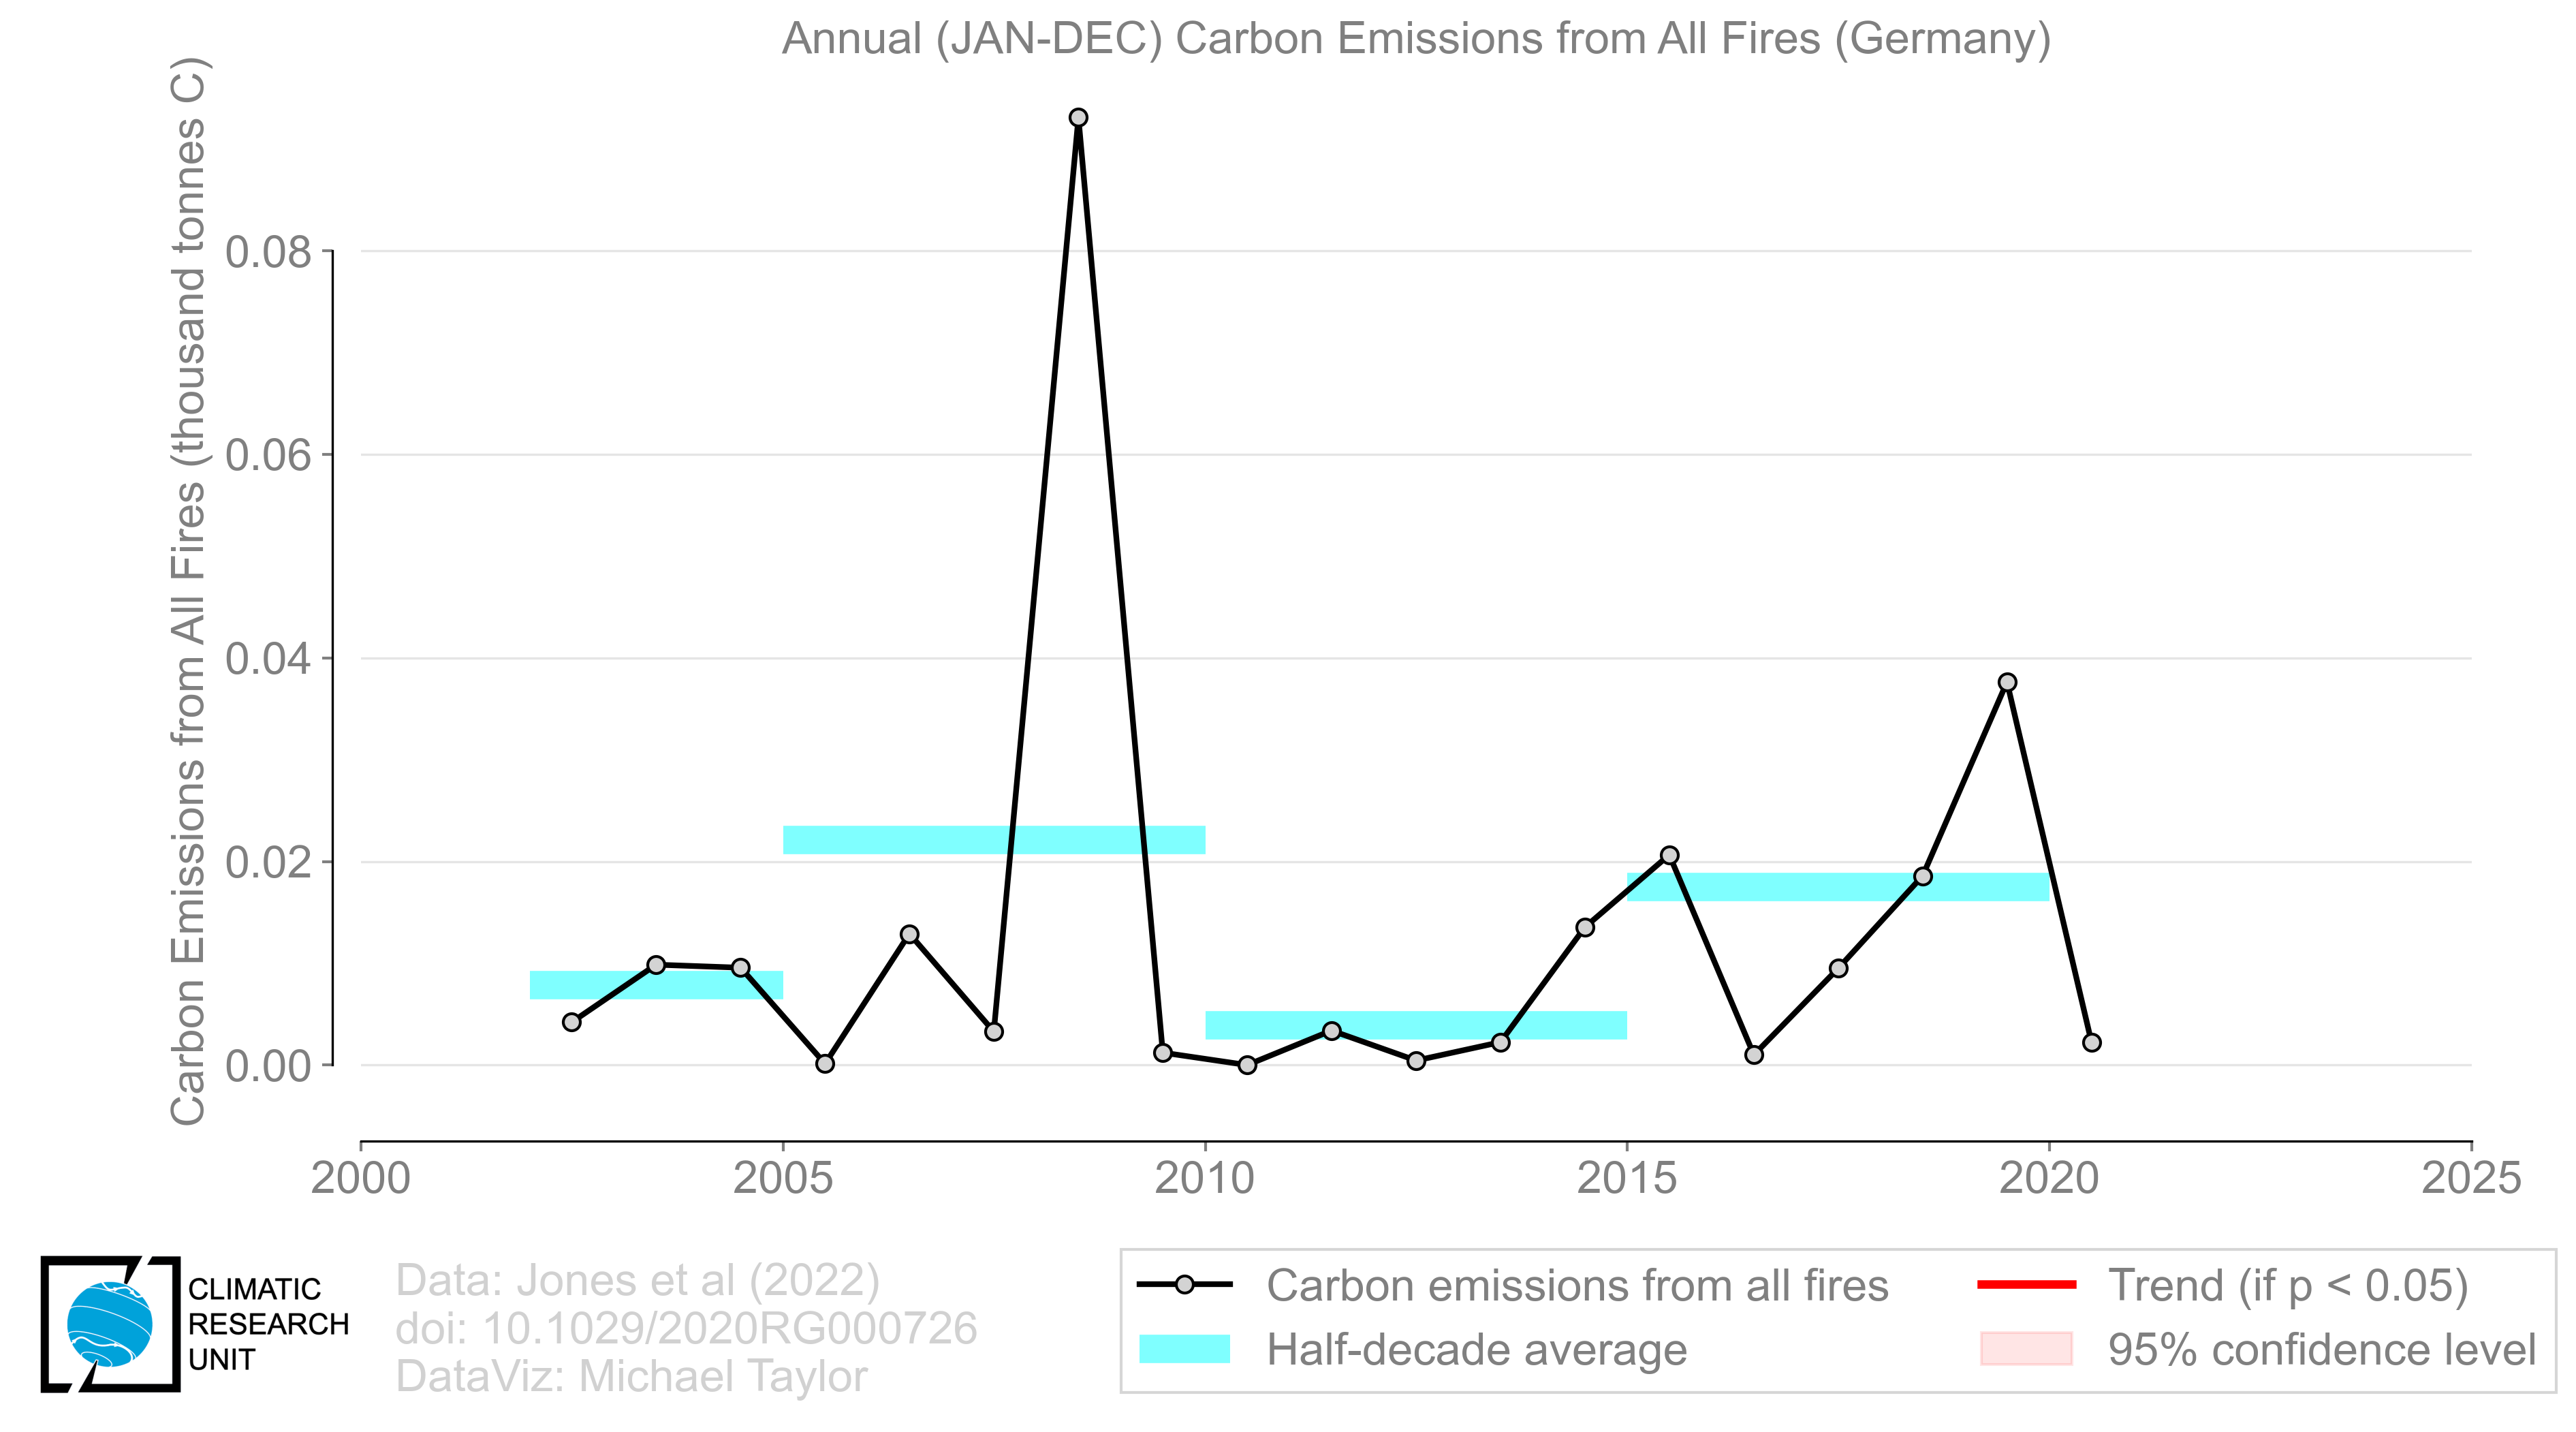 Annual (JAN-DEC) Carbon Emissions from All Fires (Germany)
Carbon Emissions from All Fires (thousand tonnes C)
0.08
0.06
0.04
0.02
0.00
2000 2005 2010 2015 2020 2025
CLIMATIC
RESEARCH
UNIT
Data: Jones et al (2022)
doi: 10.1029/2020RG000726
DataViz: Michael Taylor
Carbon emissions from all fires
Half-decade average
Trend (if p < 0.05)
95% confidence level